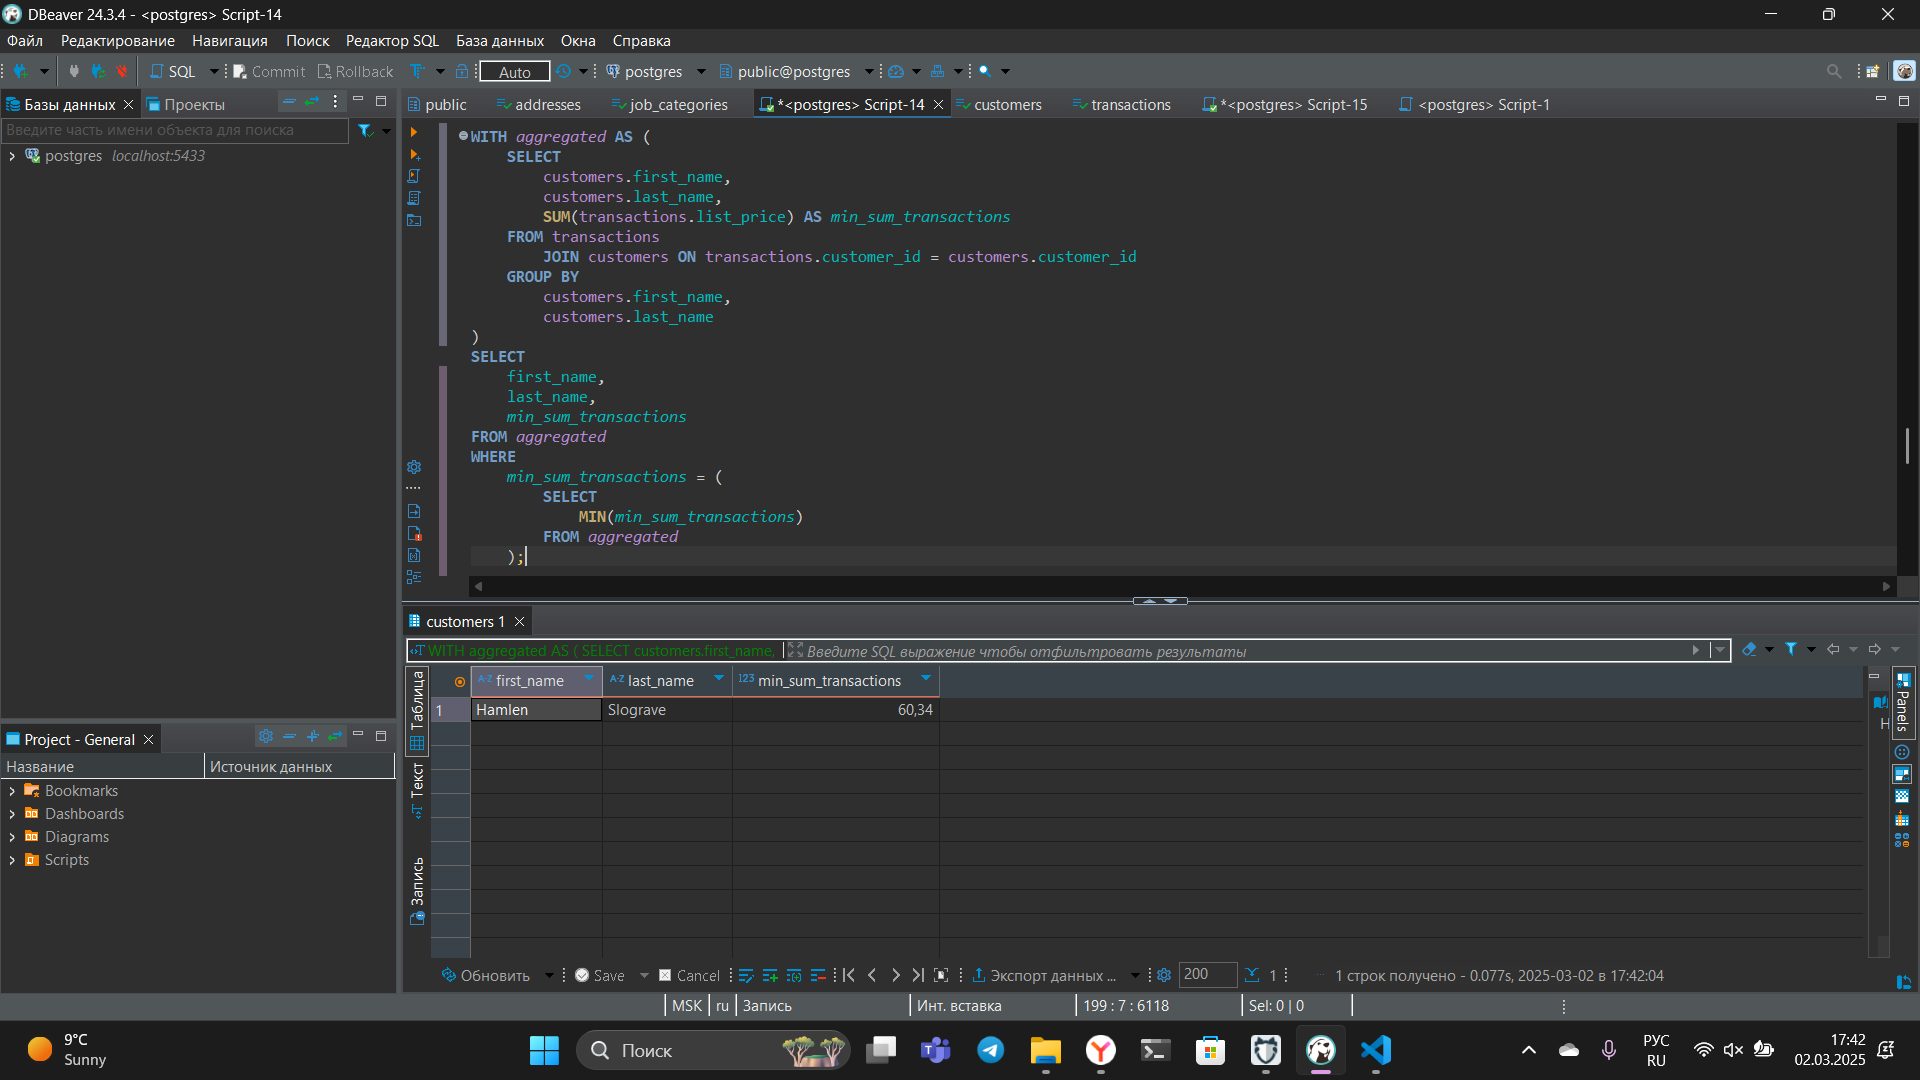 DBeaver 24.3.4 - <postgres> Script-14
Файл Редактирование Навигация Поиск Редактор SQL База данных Окна Справка
SQL Commit Rollback Auto postgres public@postgres
Базы данных Проекты
public addresses job_categories *<postgres> Script-14 customers transactions *<postgres> Script-15 <postgres> Script-1
Введите часть имени объекта для поиска
postgres localhost:5433
WITH aggregated AS (
SELECT
customers.first_name,
customers.last_name,
SUM(transactions.list_price) AS min_sum_transactions
FROM transactions
JOIN customers ON transactions.customer_id = customers.customer_id
GROUP BY
customers.first_name,
customers.last_name
)
SELECT
first_name,
last_name,
min_sum_transactions
FROM aggregated
WHERE
min_sum_transactions = (
SELECT
MIN(min_sum_transactions)
FROM aggregated
);
customers 1
WITH aggregated AS ( SELECT customers.first_name, Введите SQL выражение чтобы отфильтровать результаты
Таблица
Текст
Запись
A-Z first_name A-Z last_name 123 min_sum_transactions
1 Hamlen Slograve 60,34
Panels
H
Project - General
Название Источник данных
Bookmarks
Dashboards
Diagrams
Scripts
Обновить Save Cancel Экспорт данных ... 200 1 1 строк получено - 0.077s, 2025-03-02 в 17:42:04
MSK ru Запись Инт. вставка 199 : 7 : 6118 Sel: 0 | 0
9°C
Sunny
Поиск
РУС
RU
17:42
02.03.2025